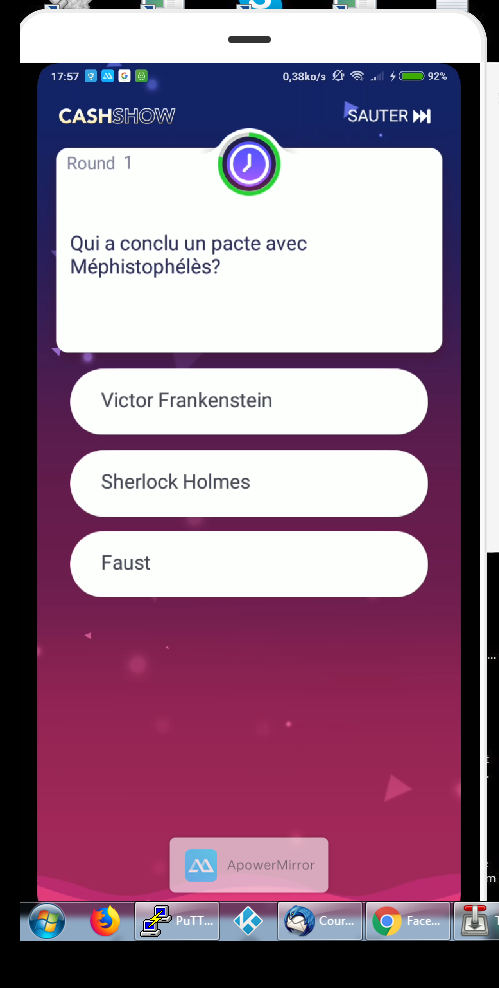 17:57
0,38ko/s
92%
CASHSHOW
SAUTER
Round 1
Qui a conclu un pacte avec
Méphistophélès?
Victor Frankenstein
Sherlock Holmes
Faust
ApowerMirror
PuTT...
Cour...
Face...